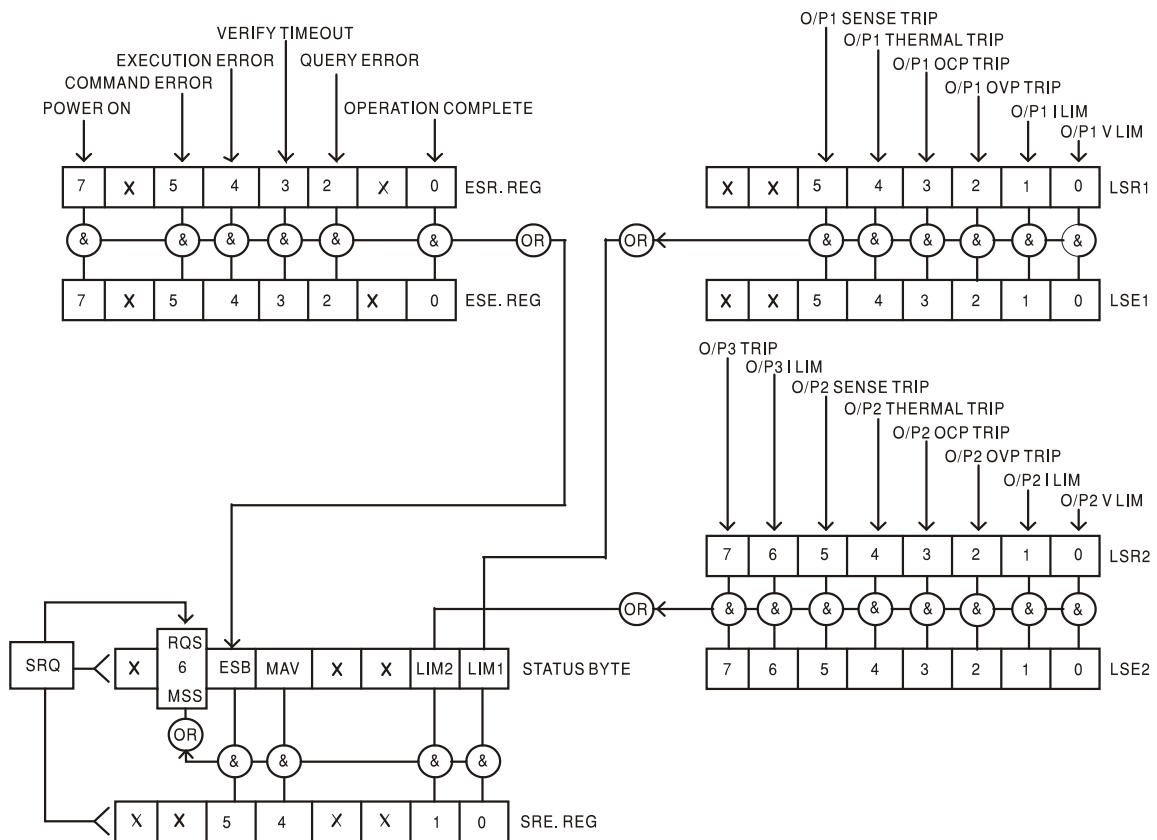 VERIFY TIMEOUT
EXECUTION ERROR QUERY ERROR
COMMAND ERROR
POWER ON OPERATION COMPLETE
7 X 5 4 3 2 X 0 ESR. REG
& & & & & & OR
7 X 5 4 3 2 X 0 ESE. REG
O/P1 SENSE TRIP
O/P1 THERMAL TRIP
O/P1 OCP TRIP
O/P1 OVP TRIP
O/P1 I LIM
O/P1 V LIM
X X 5 4 3 2 1 0 LSR1
OR & & & & & &
X X 5 4 3 2 1 0 LSE1
O/P3 TRIP
O/P3 I LIM
O/P2 SENSE TRIP
O/P2 THERMAL TRIP
O/P2 OCP TRIP
O/P2 OVP TRIP
O/P2 I LIM
O/P2 V LIM
7 6 5 4 3 2 1 0 LSR2
OR & & & & & & & &
7 6 5 4 3 2 1 0 LSE2
RQS
SRQ X 6 ESB MAV X X LIM2 LIM1 STATUS BYTE
MSS
OR
& & & &
X X 5 4 X X 1 0 SRE. REG